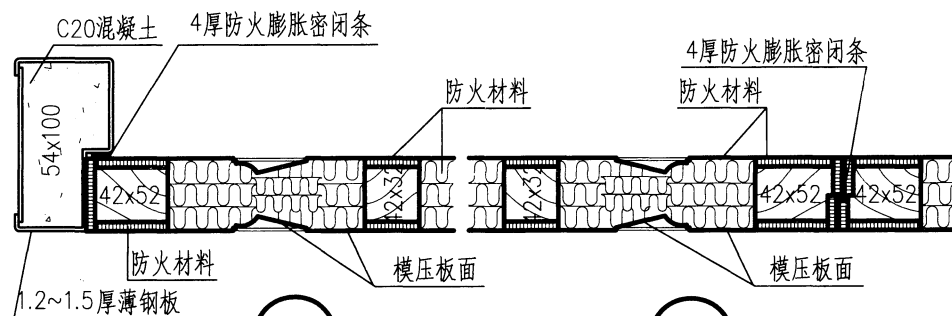 C20混凝土
4厚防火膨胀密闭条
4厚防火膨胀密闭条
防火材料
防火材料
54x100
42x52
42x32
42x32
42x52
42x52
防火材料
模压板面
模压板面
1.2~1.5厚薄钢板